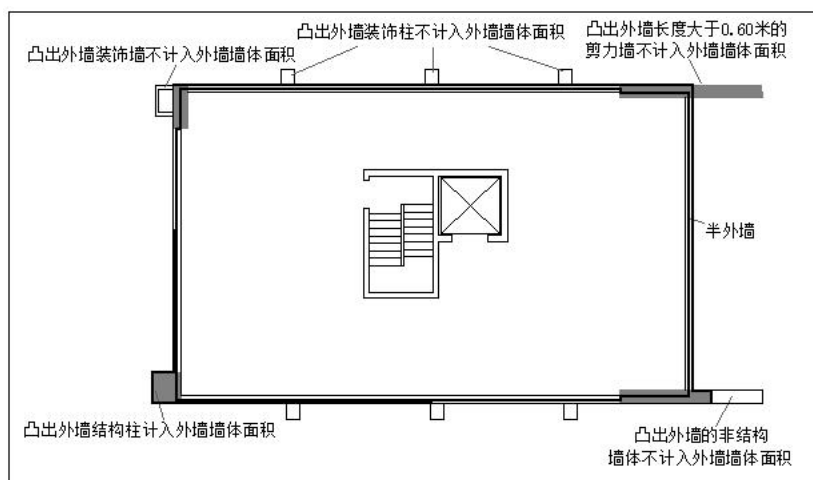 凸出外墙装饰柱不计入外墙墙体面积
凸出外墙长度大于0.60米的
剪力墙不计入外墙墙体面积
凸出外墙装饰墙不计入外墙墙体面积
半外墙
凸出外墙结构柱计入外墙墙体面积
凸出外墙的非结构
墙体不计入外墙墙体面积